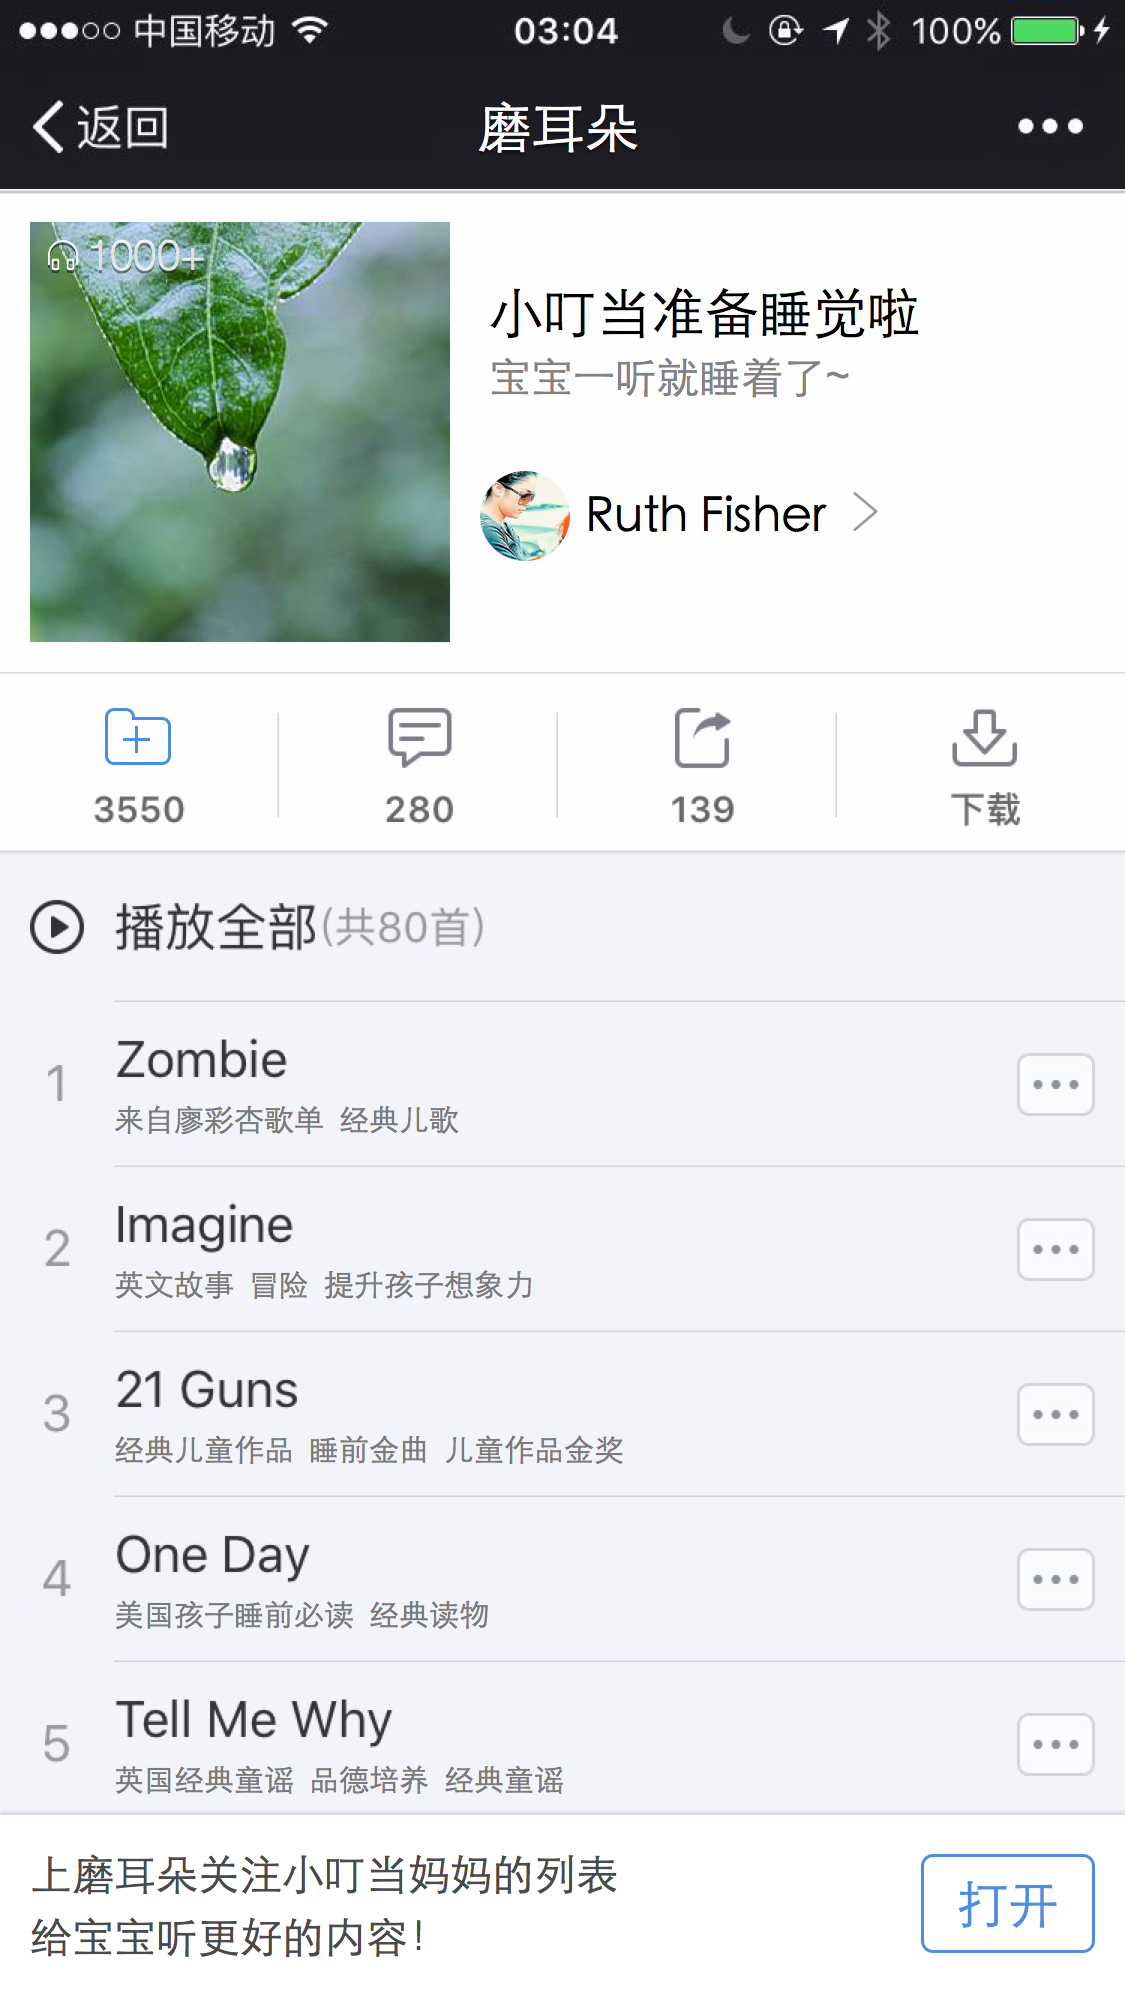 中国移动 03:04 100%
返回 磨耳朵
1000+
小叮当准备睡觉啦
宝宝一听就睡着了~
Ruth Fisher
3550 280 139 下载
播放全部(共80首)
1 Zombie
来自廖彩杏歌单 经典儿歌
2 Imagine
英文故事 冒险 提升孩子想象力
3 21 Guns
经典儿童作品 睡前金曲 儿童作品金奖
4 One Day
美国孩子睡前必读 经典读物
5 Tell Me Why
英国经典童谣 品德培养 经典童谣
上磨耳朵关注小叮当妈妈的列表
给宝宝听更好的内容!
打开